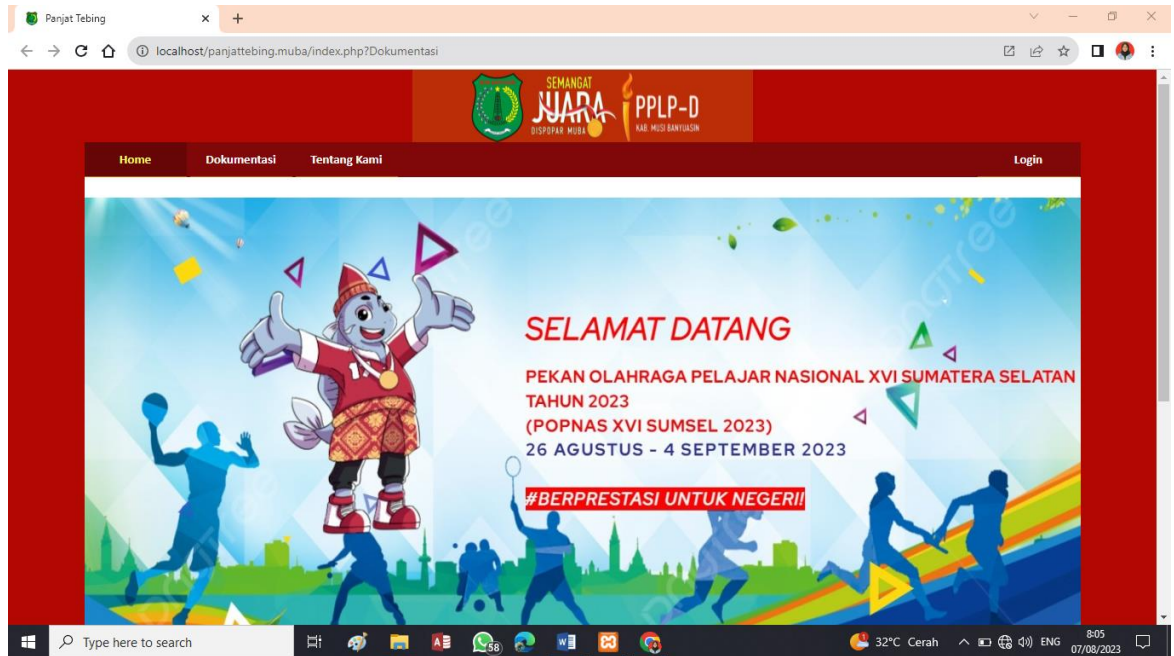 Panjat Tebing
localhost/panjattebing.muba/index.php?Dokumentasi
SEMANGAT
JUARA
DISPOPAR MUBA
PPLP-D
KAB. MUSI BANYUASIN
Home Dokumentasi Tentang Kami Login
SELAMAT DATANG
PEKAN OLAHRAGA PELAJAR NASIONAL XVI SUMATERA SELATAN
TAHUN 2023
(POPNAS XVI SUMSEL 2023)
26 AGUSTUS - 4 SEPTEMBER 2023
#BERPRESTASI UNTUK NEGERI!
Type here to search
58
32°C Cerah
ENG
8:05
07/08/2023